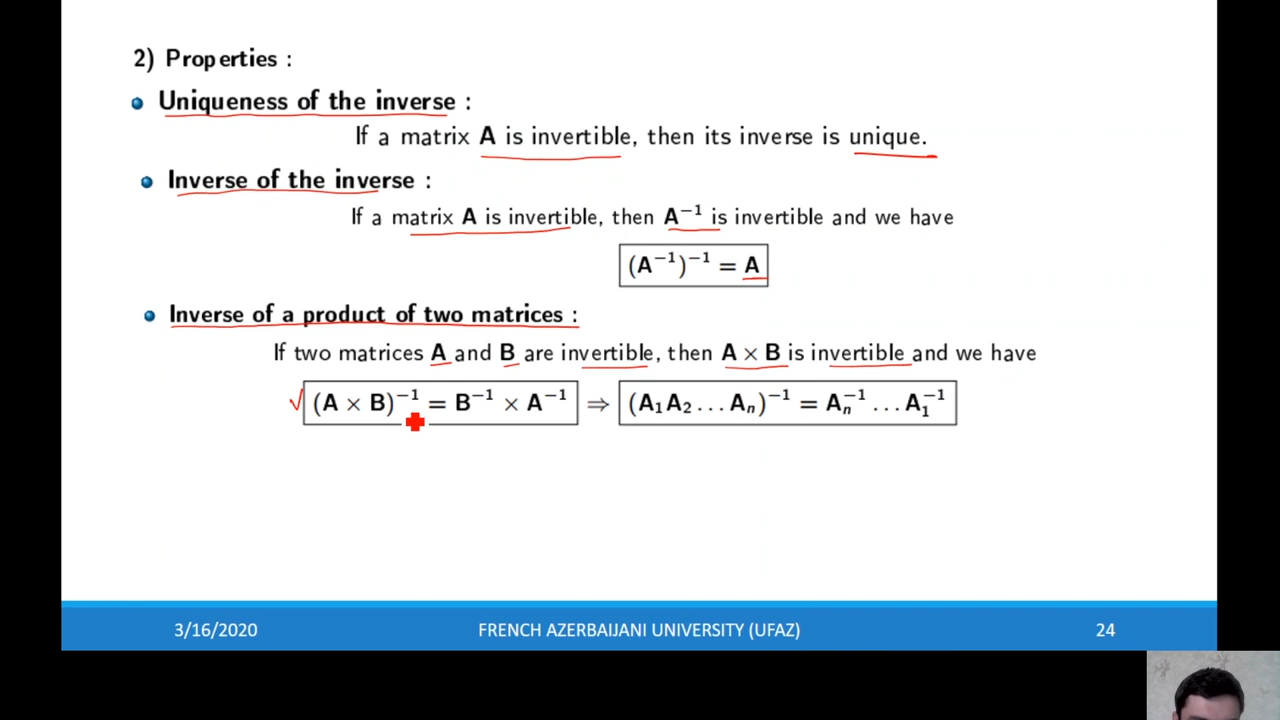 2) Properties :
Uniqueness of the inverse :
If a matrix A is invertible, then its inverse is unique.
Inverse of the inverse :
If a matrix A is invertible, then A⁻¹ is invertible and we have
(A⁻¹)⁻¹ = A
Inverse of a product of two matrices :
If two matrices A and B are invertible, then A × B is invertible and we have
√ (A × B)⁻¹ = B⁻¹ × A⁻¹ ⇒ (A₁A₂ . . . Aₙ)⁻¹ = Aₙ⁻¹ . . . A₁⁻¹
3/16/2020 FRENCH AZERBAIJANI UNIVERSITY (UFAZ) 24